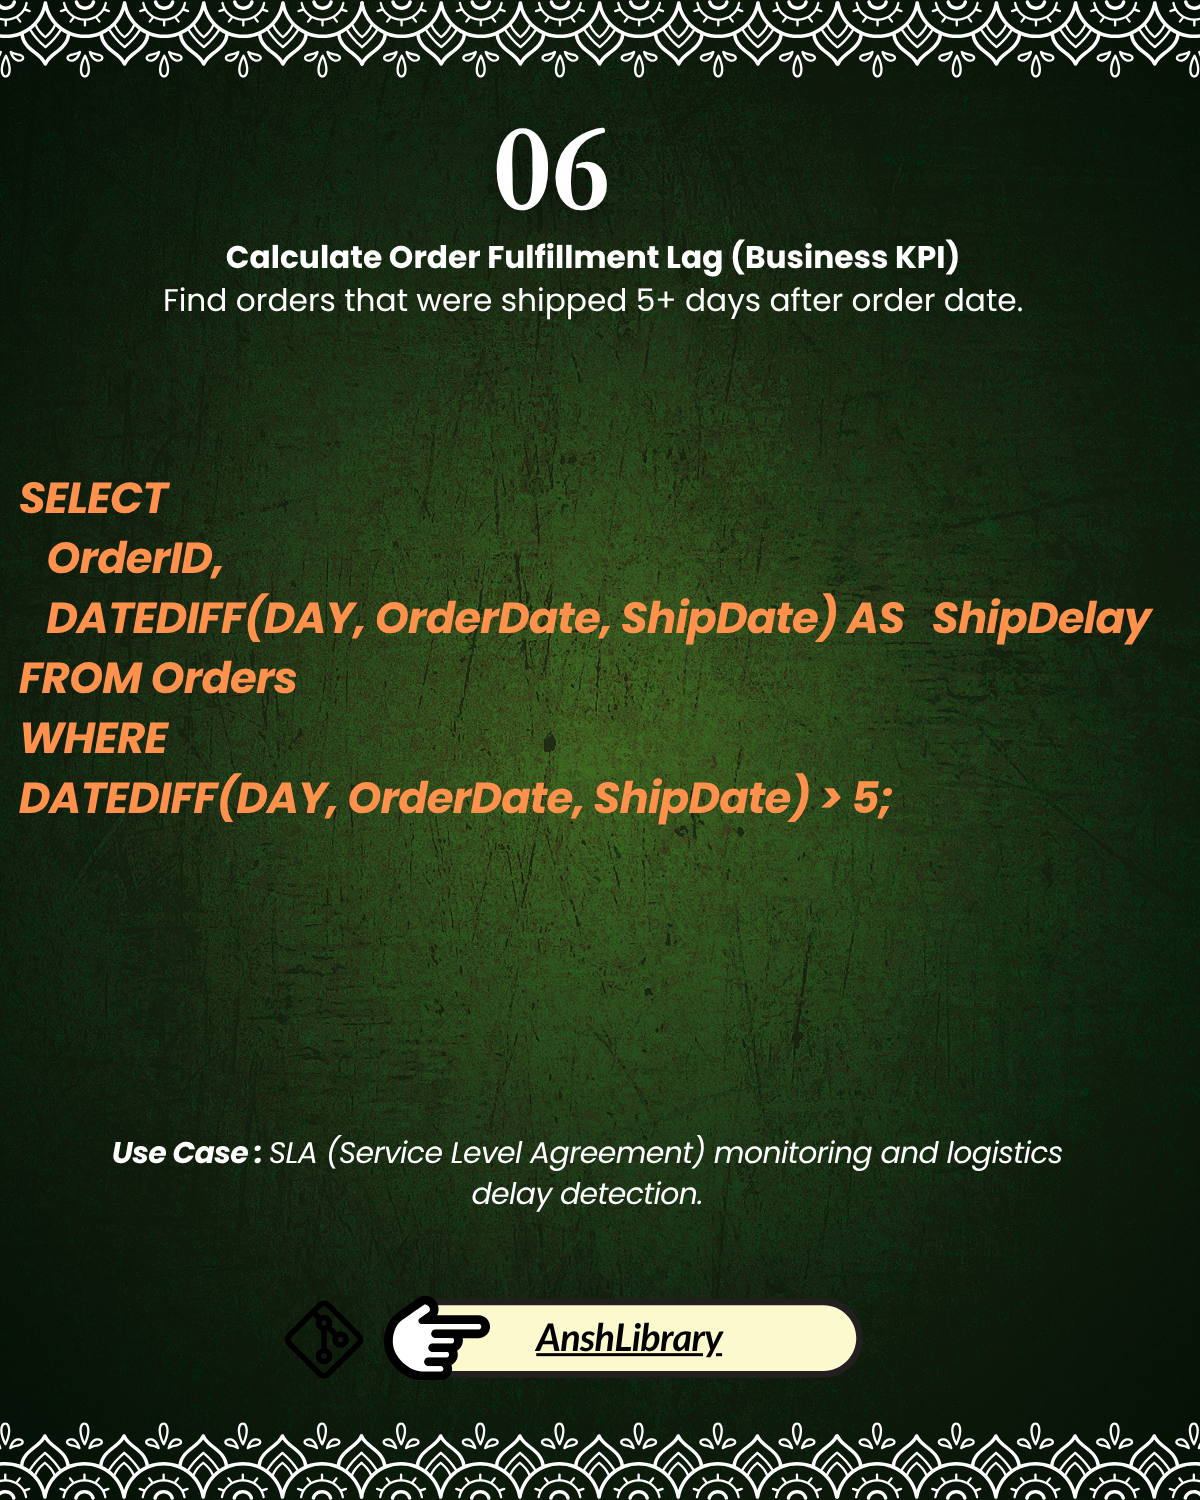 06
Calculate Order Fulfillment Lag (Business KPI)
Find orders that were shipped 5+ days after order date.
SELECT
OrderID,
DATEDIFF(DAY, OrderDate, ShipDate) AS ShipDelay
FROM Orders
WHERE
DATEDIFF(DAY, OrderDate, ShipDate) > 5;
Use Case : SLA (Service Level Agreement) monitoring and logistics
delay detection.
AnshLibrary